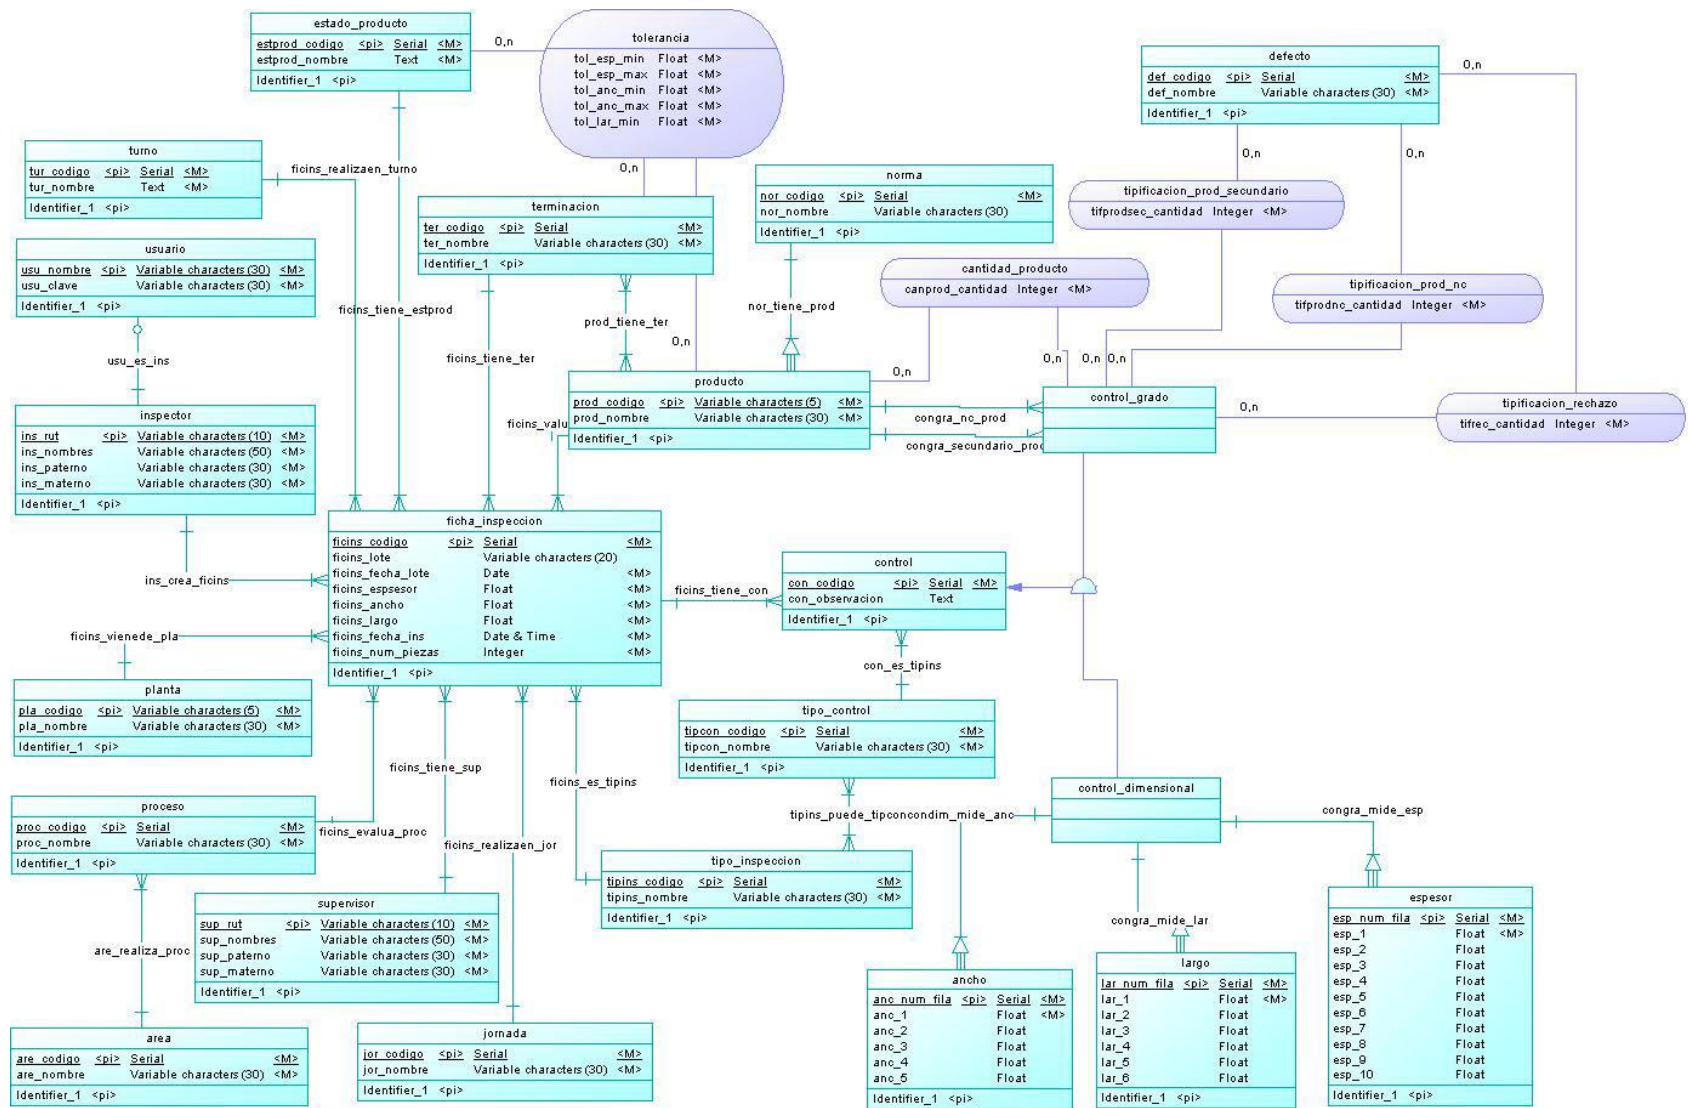 estado_producto
estprod_codigo <pi> Serial <M>
estprod_nombre Text <M>
Identifier_1 <pi>
0,n
tolerancia
tol_esp_min Float <M>
tol_esp_max Float <M>
tol_anc_min Float <M>
tol_anc_max Float <M>
tol_lar_min Float <M>
0,n
0,n
defecto
def_codigo <pi> Serial <M>
def_nombre Variable characters (30) <M>
Identifier_1 <pi>
0,n
0,n
0,n
turno
tur_codigo <pi> Serial <M>
tur_nombre Text <M>
Identifier_1 <pi>
ficins_realizaen_turno
norma
nor_codigo <pi> Serial <M>
nor_nombre Variable characters (30)
Identifier_1 <pi>
tipificacion_prod_secundario
tifprodsec_cantidad Integer <M>
terminacion
ter_codigo <pi> Serial <M>
ter_nombre Variable characters (30) <M>
Identifier_1 <pi>
usuario
usu_nombre <pi> Variable characters (30) <M>
usu_clave Variable characters (30) <M>
Identifier_1 <pi>
cantidad_producto
canprod_cantidad Integer <M>
tipificacion_prod_nc
tifprodnc_cantidad Integer <M>
ficins_tiene_estprod
prod_tiene_ter
nor_tiene_prod
usu_es_ins
ficins_tiene_ter
0,n
0,n
0,n
0,n
0,n
producto
prod_codigo <pi> Variable characters (5) <M>
prod_nombre Variable characters (30) <M>
Identifier_1 <pi>
ficins_valu
congra_nc_prod
congra_secundario_prod
control_grado
0,n
tipificacion_rechazo
tifrec_cantidad Integer <M>
inspector
ins_rut <pi> Variable characters (10) <M>
ins_nombres Variable characters (50) <M>
ins_paterno Variable characters (30) <M>
ins_materno Variable characters (30) <M>
Identifier_1 <pi>
ficha_inspeccion
ficins_codigo <pi> Serial <M>
ficins_lote Variable characters (20)
ficins_fecha_lote Date <M>
ficins_espsesor Float <M>
ficins_ancho Float <M>
ficins_largo Float <M>
ficins_fecha_ins Date & Time <M>
ficins_num_piezas Integer <M>
Identifier_1 <pi>
ins_crea_ficins
ficins_tiene_con
control
con_codigo <pi> Serial <M>
con_observacion Text
Identifier_1 <pi>
ficins_vienede_pla
con_es_tipins
planta
pla_codigo <pi> Variable characters (5) <M>
pla_nombre Variable characters (30) <M>
Identifier_1 <pi>
tipo_control
tipcon_codigo <pi> Serial <M>
tipcon_nombre Variable characters (30) <M>
Identifier_1 <pi>
ficins_tiene_sup
ficins_es_tipins
control_dimensional
proceso
proc_codigo <pi> Serial <M>
proc_nombre Variable characters (30) <M>
Identifier_1 <pi>
ficins_evalua_proc
ficins_realizaen_jor
tipins_puede_tipconcondim_mide_anc
congra_mide_esp
tipo_inspeccion
tipins_codigo <pi> Serial <M>
tipins_nombre Variable characters (30) <M>
Identifier_1 <pi>
supervisor
sup_rut <pi> Variable characters (10) <M>
sup_nombres Variable characters (50) <M>
sup_paterno Variable characters (30) <M>
sup_materno Variable characters (30) <M>
Identifier_1 <pi>
are_realiza_proc
congra_mide_lar
espesor
esp_num_fila <pi> Serial <M>
esp_1 Float <M>
esp_2 Float
esp_3 Float
esp_4 Float
esp_5 Float
esp_6 Float
esp_7 Float
esp_8 Float
esp_9 Float
esp_10 Float
Identifier_1 <pi>
largo
lar_num_fila <pi> Serial <M>
lar_1 Float <M>
lar_2 Float
lar_3 Float
lar_4 Float
lar_5 Float
lar_6 Float
Identifier_1 <pi>
ancho
anc_num_fila <pi> Serial <M>
anc_1 Float <M>
anc_2 Float
anc_3 Float
anc_4 Float
anc_5 Float
Identifier_1 <pi>
area
are_codigo <pi> Serial <M>
are_nombre Variable characters (30) <M>
Identifier_1 <pi>
jornada
jor_codigo <pi> Serial <M>
jor_nombre Variable characters (30) <M>
Identifier_1 <pi>